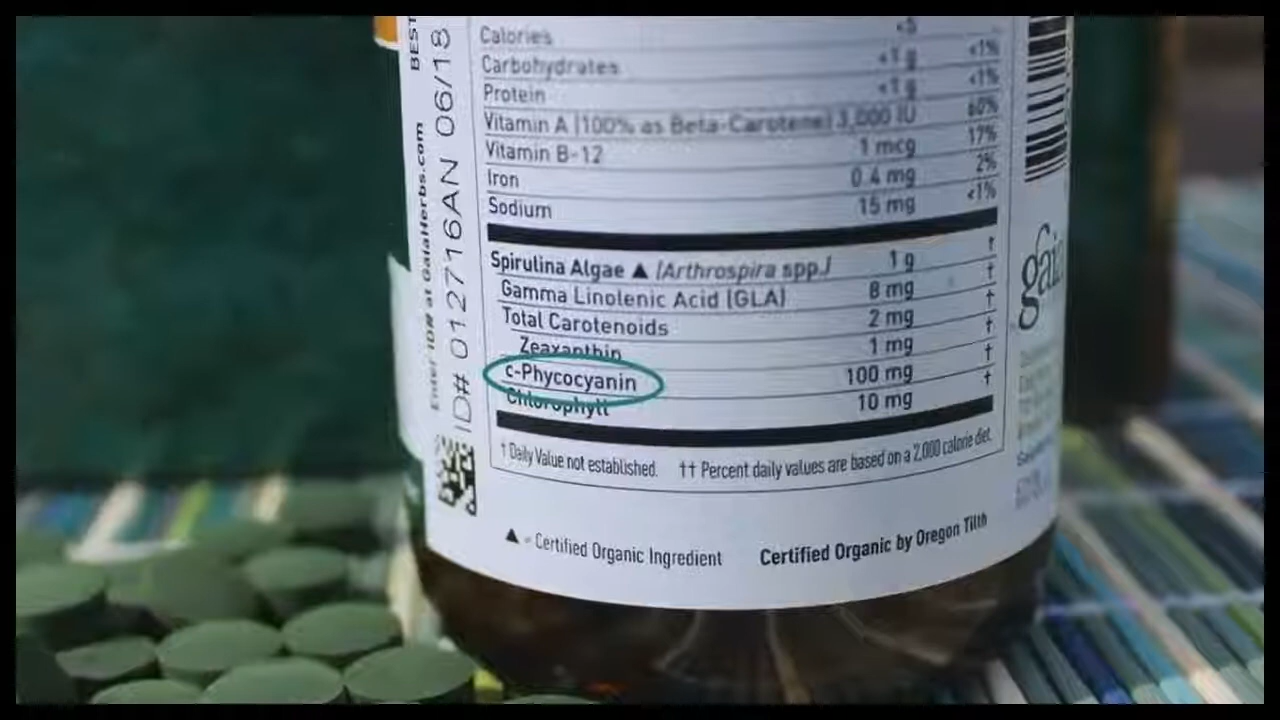 Calories <5
Carbohydrates <1 g <1%
Protein <1 g <1%
Vitamin A (100% as Beta-Carotene) 3,000 IU 60%
Vitamin B-12 1 mcg 17%
Iron 0.4 mg 2%
Sodium 15 mg <1%
Spirulina Algae ▲ (Arthrospira spp.) 1 g †
Gamma Linolenic Acid (GLA) 8 mg †
Total Carotenoids 2 mg †
Zeaxanthin 1 mg †
c-Phycocyanin 100 mg †
Chlorophyll 10 mg †
† Daily Value not established. †† Percent daily values are based on a 2,000 calorie diet.
▲ - Certified Organic Ingredient Certified Organic by Oregon Tilth
Enter ID# at GaiaHerbs.com BEST
ID# 012716AN 06/18
gaia